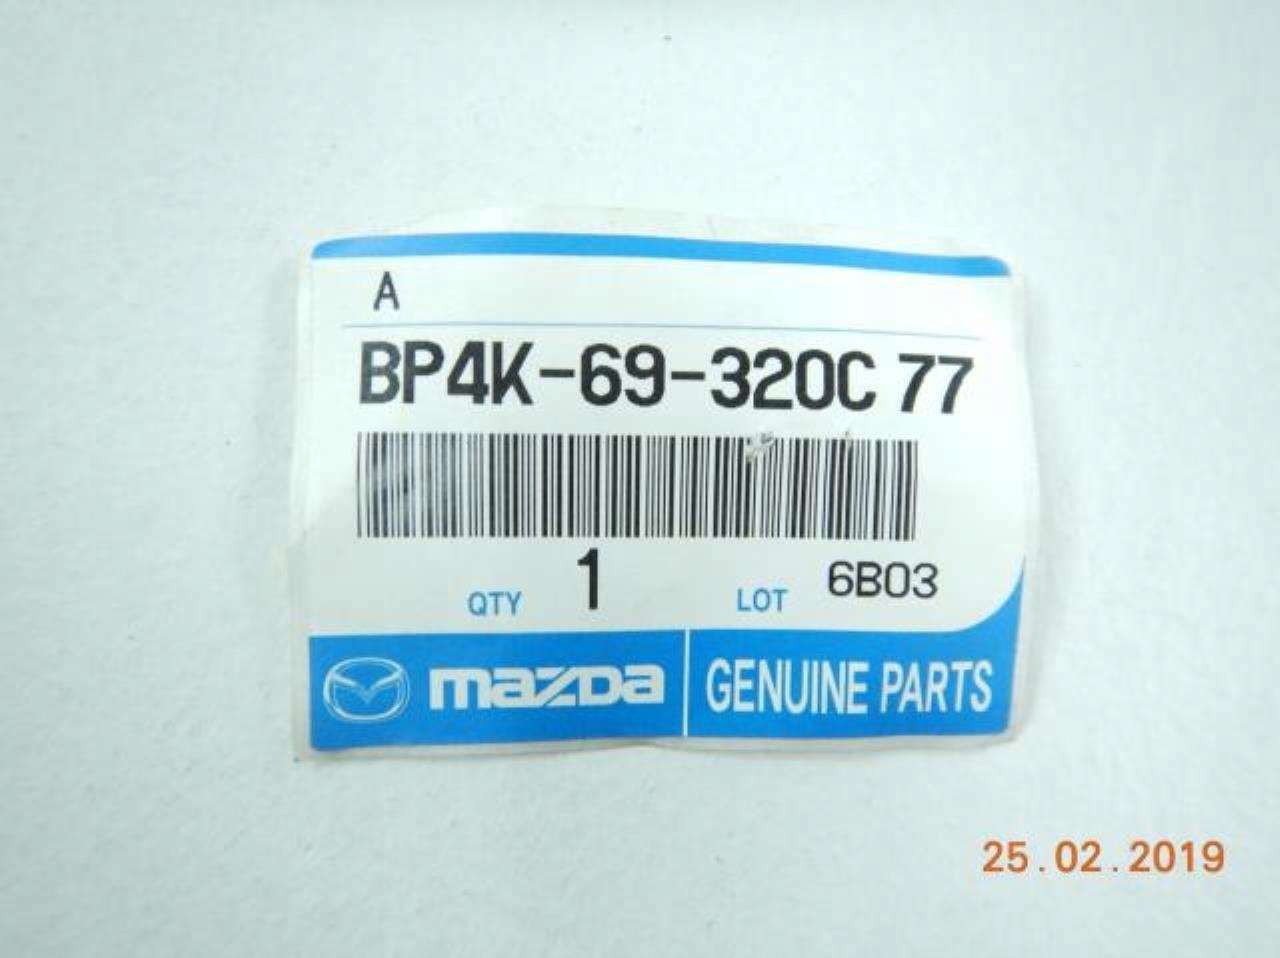 A
BP4K-69-320C 77
QTY 1 LOT 6B03
mazda GENUINE PARTS
25.02.2019